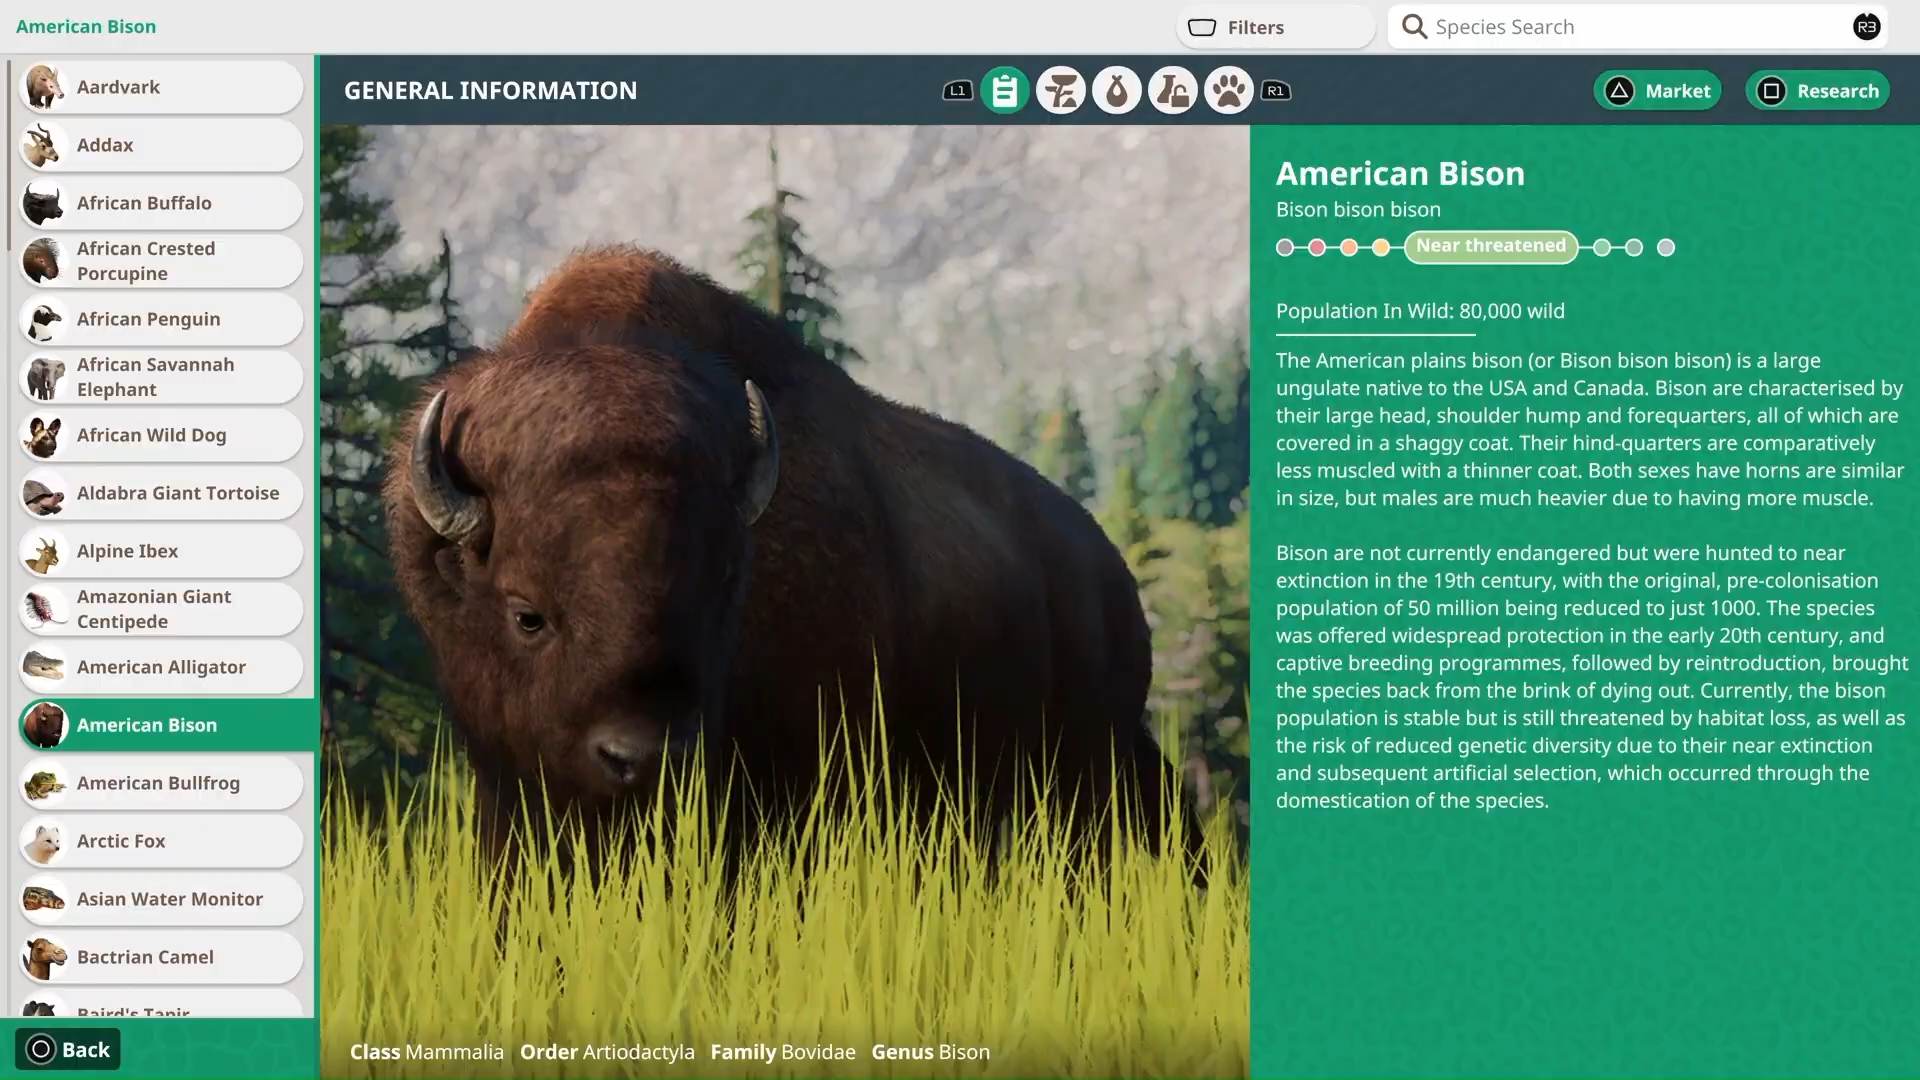 American Bison
Filters
Species Search
R3
Aardvark
Addax
African Buffalo
African Crested
Porcupine
African Penguin
African Savannah
Elephant
African Wild Dog
Aldabra Giant Tortoise
Alpine Ibex
Amazonian Giant
Centipede
American Alligator
American Bison
American Bullfrog
Arctic Fox
Asian Water Monitor
Bactrian Camel
Baird's Tapir
Back
GENERAL INFORMATION
L1
R1
Market
Research
American Bison
Bison bison bison
Near threatened
Population In Wild: 80,000 wild
The American plains bison (or Bison bison bison) is a large
ungulate native to the USA and Canada. Bison are characterised by
their large head, shoulder hump and forequarters, all of which are
covered in a shaggy coat. Their hind-quarters are comparatively
less muscled with a thinner coat. Both sexes have horns are similar
in size, but males are much heavier due to having more muscle.
Bison are not currently endangered but were hunted to near
extinction in the 19th century, with the original, pre-colonisation
population of 50 million being reduced to just 1000. The species
was offered widespread protection in the early 20th century, and
captive breeding programmes, followed by reintroduction, brought
the species back from the brink of dying out. Currently, the bison
population is stable but is still threatened by habitat loss, as well as
the risk of reduced genetic diversity due to their near extinction
and subsequent artificial selection, which occurred through the
domestication of the species.
Class Mammalia Order Artiodactyla Family Bovidae Genus Bison